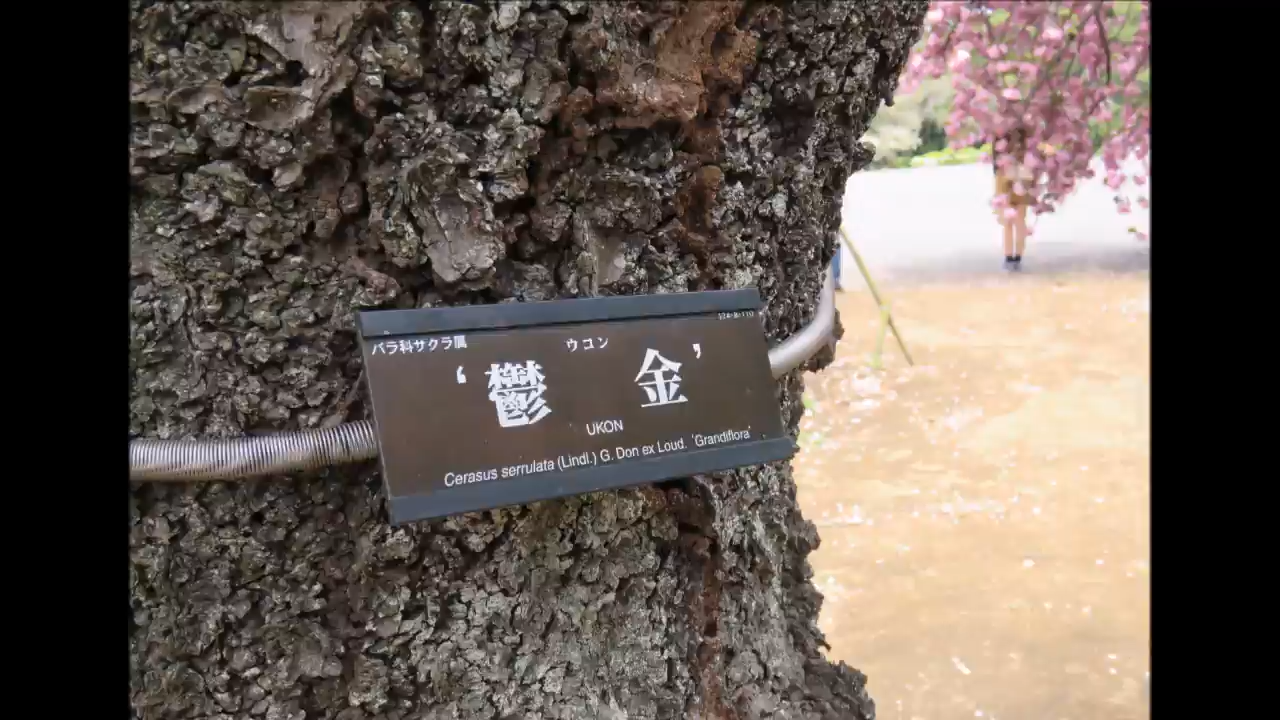 バラ科サクラ属
ウコン
‘鬱金’
UKON
Cerasus serrulata (Lindl.) G. Don ex Loud. ‘Grandiflora’